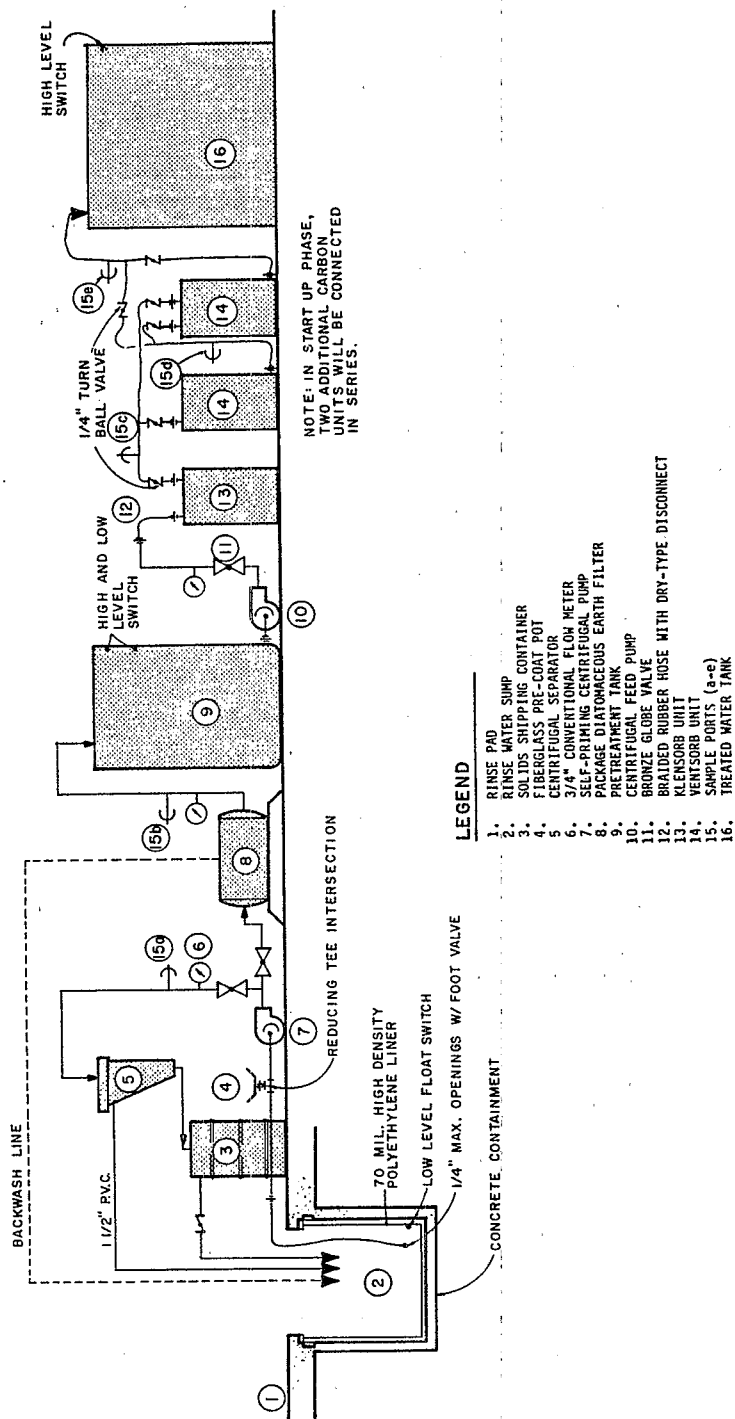 BACKWASH LINE
1 1/2" P.V.C.
HIGH AND LOW
LEVEL
SWITCH
1/4" TURN
BALL VALVE
HIGH LEVEL
SWITCH
1
2
3
4
5
6
7
8
9
10
11
12
13
14
14
15a
15b
15c
15d
15e
16
REDUCING TEE INTERSECTION
70 MIL. HIGH DENSITY
POLYETHYLENE LINER
LOW LEVEL FLOAT SWITCH
1/4" MAX. OPENINGS W/ FOOT VALVE
CONCRETE CONTAINMENT
NOTE: IN START UP PHASE,
TWO ADDITIONAL CARBON
UNITS WILL BE CONNECTED
IN SERIES.
LEGEND
1. RINSE PAD
2. RINSE WATER SUMP
3. SOLIDS SHIPPING CONTAINER
4. FIBERGLASS PRE-COAT POT
5 CENTRIFUGAL SEPARATOR
6. 3/4" CONVENTIONAL FLOW METER
7. SELF-PRIMING CENTRIFUGAL PUMP
8. PACKAGE DIATOMACEOUS EARTH FILTER
9. PRETREATMENT TANK
10. CENTRIFUGAL FEED PUMP
11. BRONZE GLOBE VALVE
12. BRAIDED RUBBER HOSE WITH DRY-TYPE DISCONNECT
13. KLENSORB UNIT
14. VENTSORB UNIT
15. SAMPLE PORTS (a-e)
16. TREATED WATER TANK